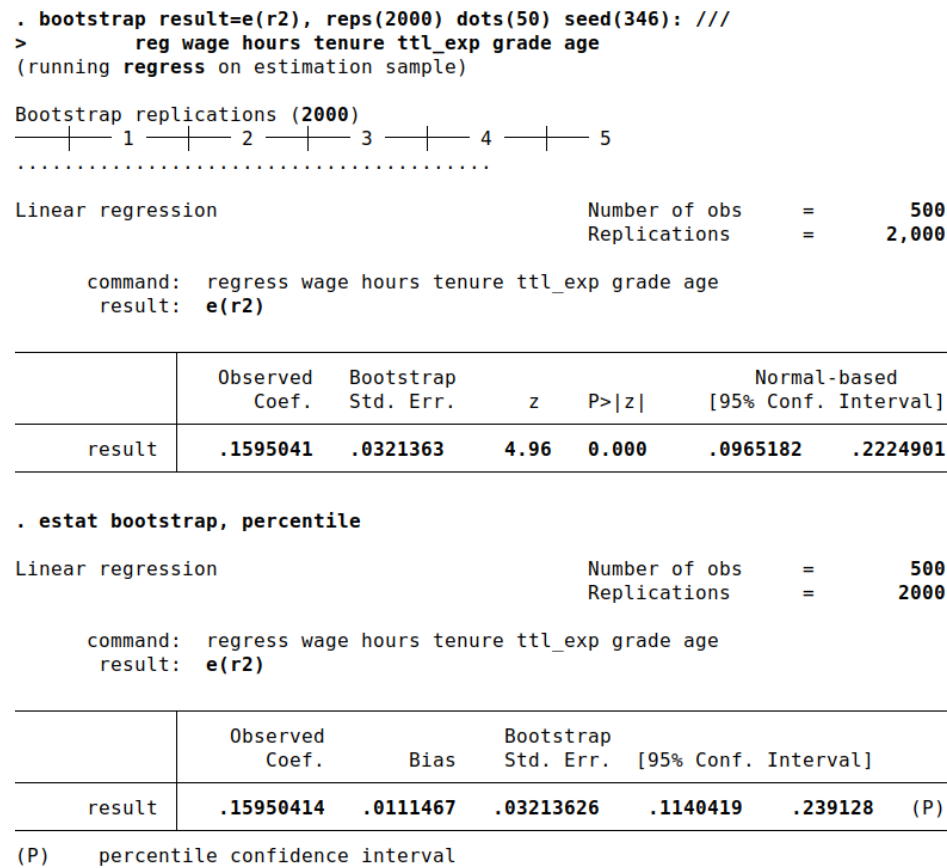 . bootstrap result=e(r2), reps(2000) dots(50) seed(346): ///
> reg wage hours tenure ttl_exp grade age
(running regress on estimation sample)
Bootstrap replications (2000)
1 2 3 4 5
........................................
Linear regression Number of obs = 500
Replications = 2,000
command: regress wage hours tenure ttl_exp grade age
result: e(r2)
Observed Bootstrap Normal-based
Coef. Std. Err. z P>|z| [95% Conf. Interval]
result .1595041 .0321363 4.96 0.000 .0965182 .2224901
. estat bootstrap, percentile
Linear regression Number of obs = 500
Replications = 2000
command: regress wage hours tenure ttl_exp grade age
result: e(r2)
Observed Bootstrap
Coef. Bias Std. Err. [95% Conf. Interval]
result .15950414 .0111467 .03213626 .1140419 .239128 (P)
(P) percentile confidence interval